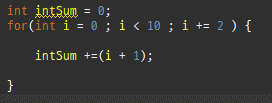 int intSum = 0;
for(int i = 0 ; i < 10 ; i += 2 ) {
intSum +=(i + 1);
}